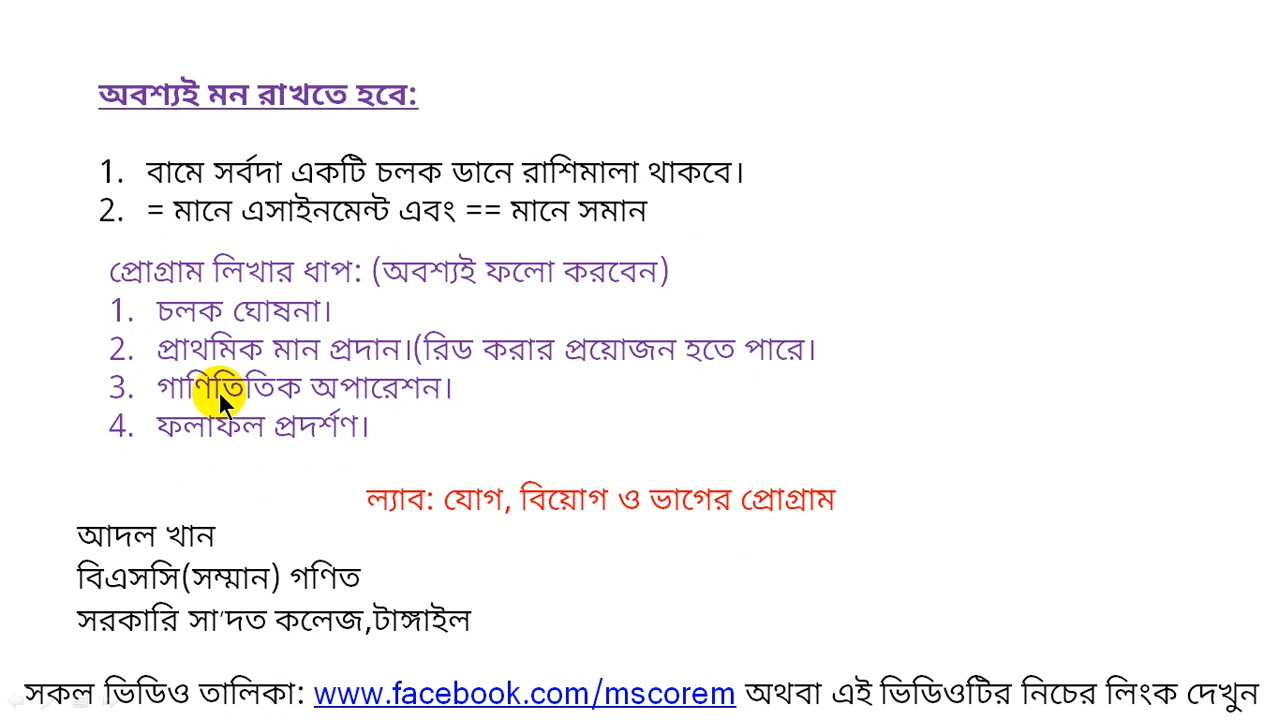 অবশ্যই মন রাখতে হবে:
1. বামে সর্বদা একটি চলক ডানে রাশিমালা থাকবে।
2. = মানে এসাইনমেন্ট এবং == মানে সমান
প্রোগ্রাম লিখার ধাপ: (অবশ্যই ফলো করবেন)
1. চলক ঘোষনা।
2. প্রাথমিক মান প্রদান।(রিড করার প্রয়োজন হতে পারে।
3. গাণিতিতিক অপারেশন।
4. ফলাফল প্রদর্শণ।
ল্যাব: যোগ, বিয়োগ ও ভাগের প্রোগ্রাম
আদল খান
বিএসসি(সম্মান) গণিত
সরকারি সা’দত কলেজ,টাঙ্গাইল
সকল ভিডিও তালিকা: www.facebook.com/mscorem অথবা এই ভিডিওটির নিচের লিংক দেখুন